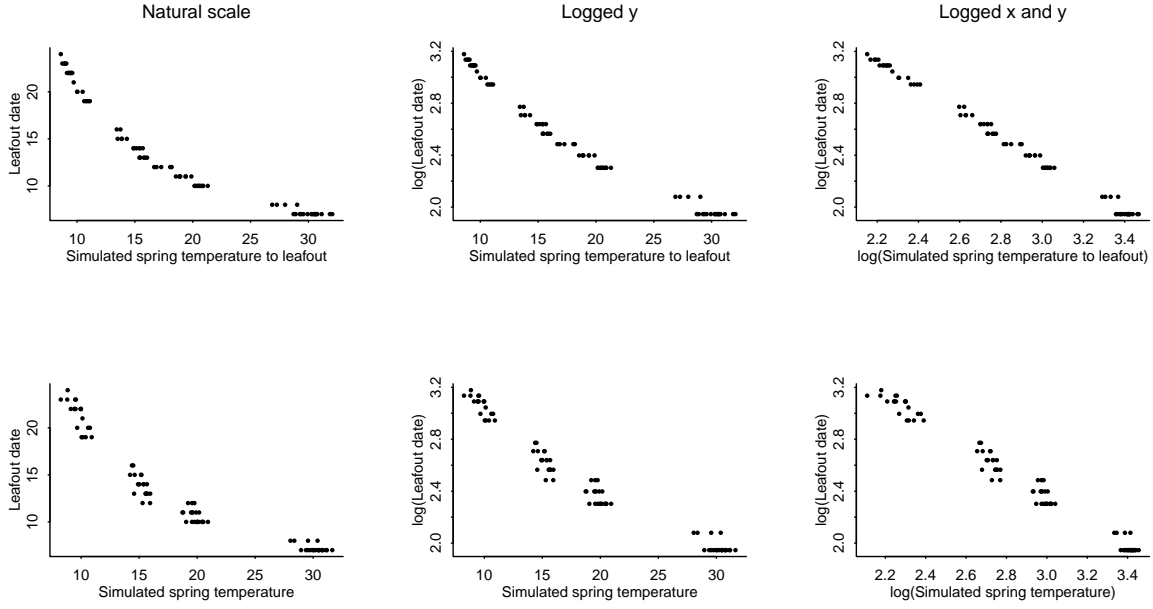 Natural scale
Logged y
Logged x and y
Leafout date
10 15 20
10 15 20 25 30
Simulated spring temperature to leafout
log(Leafout date)
2.0 2.4 2.8 3.2
10 15 20 25 30
Simulated spring temperature to leafout
log(Leafout date)
2.0 2.4 2.8 3.2
2.2 2.4 2.6 2.8 3.0 3.2 3.4
log(Simulated spring temperature to leafout)
Leafout date
10 15 20
10 15 20 25 30
Simulated spring temperature
log(Leafout date)
2.0 2.4 2.8 3.2
10 15 20 25 30
Simulated spring temperature
log(Leafout date)
2.0 2.4 2.8 3.2
2.2 2.4 2.6 2.8 3.0 3.2 3.4
log(Simulated spring temperature)